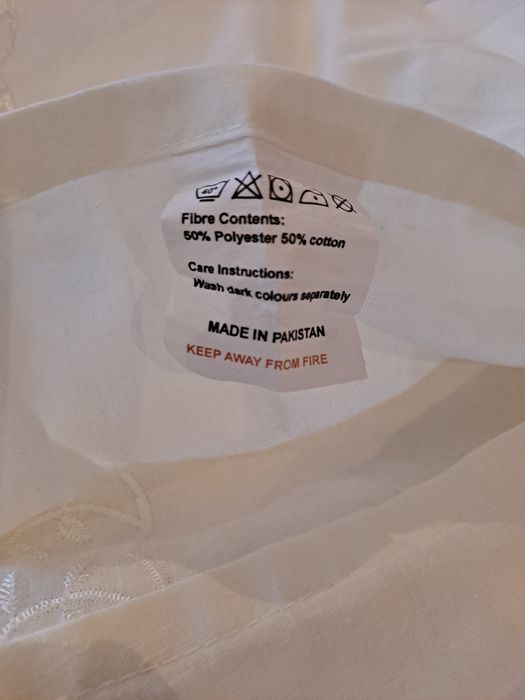 40°
Fibre Contents:
50% Polyester 50% cotton
Care Instructions:
Wash dark colours separately
MADE IN PAKISTAN
KEEP AWAY FROM FIRE